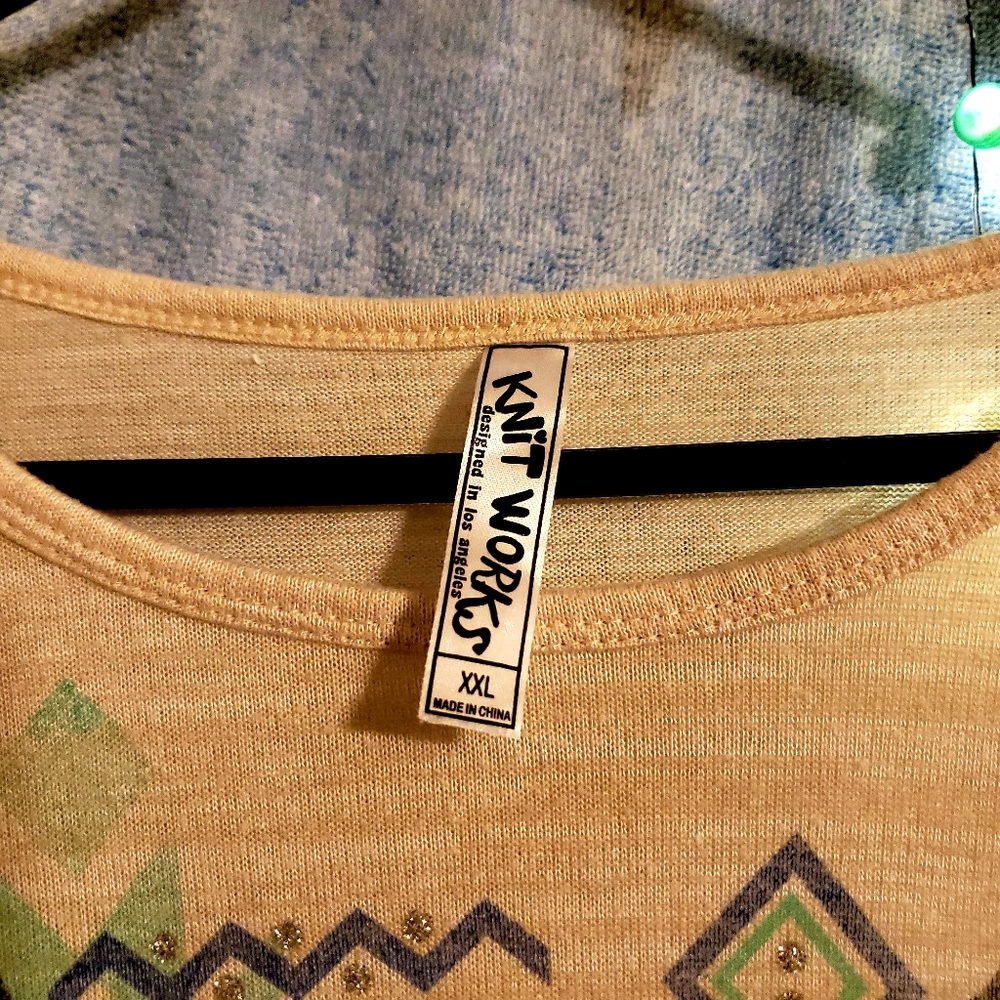 KNiT WORKS
designed in los angeles
XXL
MADE IN CHINA